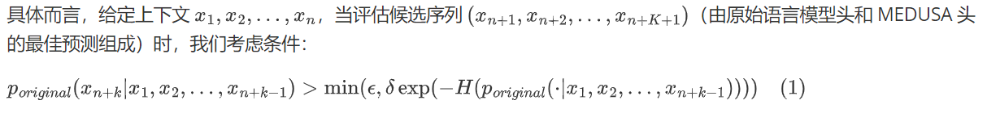 具体而言，给定上下文 $x_1, x_2, \ldots, x_n$，当评估候选序列 $(x_{n+1}, x_{n+2}, \ldots, x_{n+K+1})$（由原始语言模型头和 MEDUSA 头
的最佳预测组成）时，我们考虑条件：
$p_{original}(x_{n+k}|x_1, x_2, \ldots, x_{n+k-1}) > \min(\epsilon, \delta \exp(-H(p_{original}(\cdot|x_1, x_2, \ldots, x_{n+k-1})))) \quad (1)$